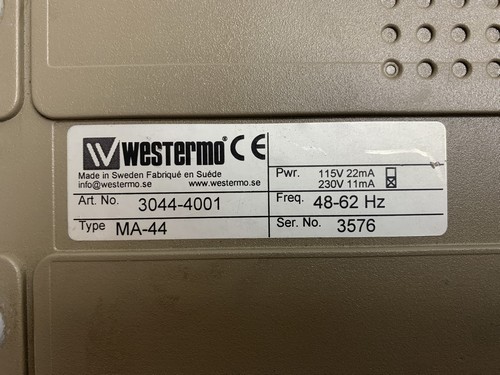 Westermo® CE
Made in Sweden Fabriqué en Suéde
info@westermo.se www.westermo.se
Pwr. 115V 22mA
230V 11mA
Art. No. 3044-4001
Freq. 48-62 Hz
Type MA-44
Ser. No. 3576